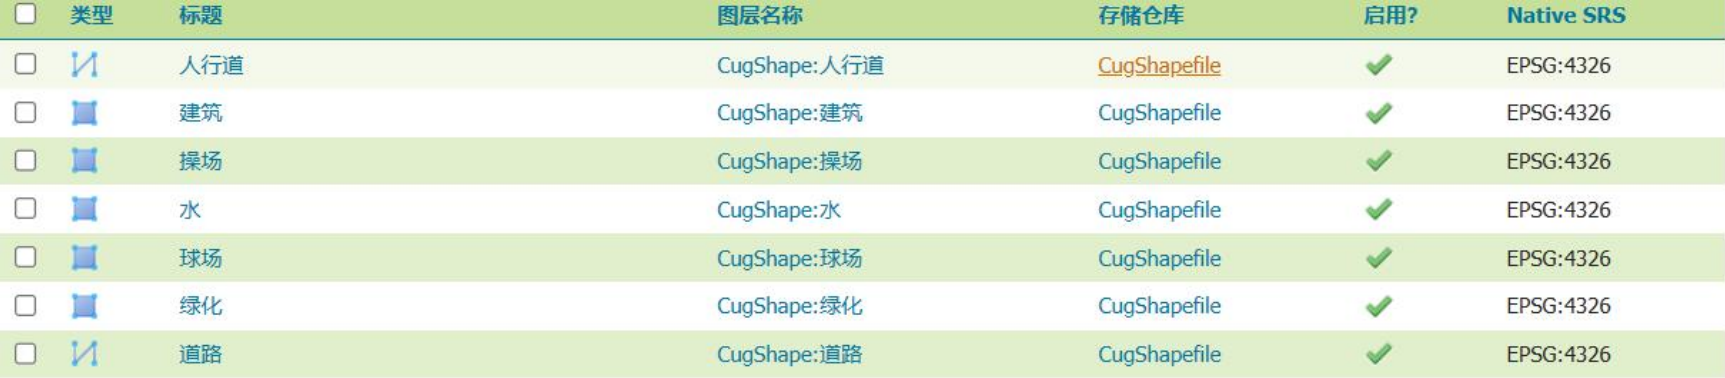 类型 标题 图层名称 存储仓库 启用? Native SRS
人行道 CugShape:人行道 CugShapefile EPSG:4326
建筑 CugShape:建筑 CugShapefile EPSG:4326
操场 CugShape:操场 CugShapefile EPSG:4326
水 CugShape:水 CugShapefile EPSG:4326
球场 CugShape:球场 CugShapefile EPSG:4326
绿化 CugShape:绿化 CugShapefile EPSG:4326
道路 CugShape:道路 CugShapefile EPSG:4326